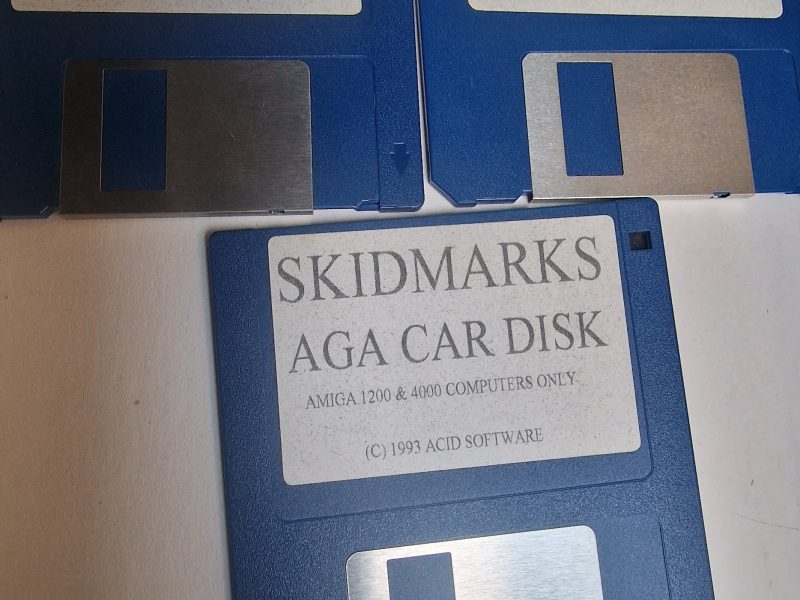 SKIDMARKS
AGA CAR DISK
AMIGA 1200 & 4000 COMPUTERS ONLY
(C) 1993 ACID SOFTWARE